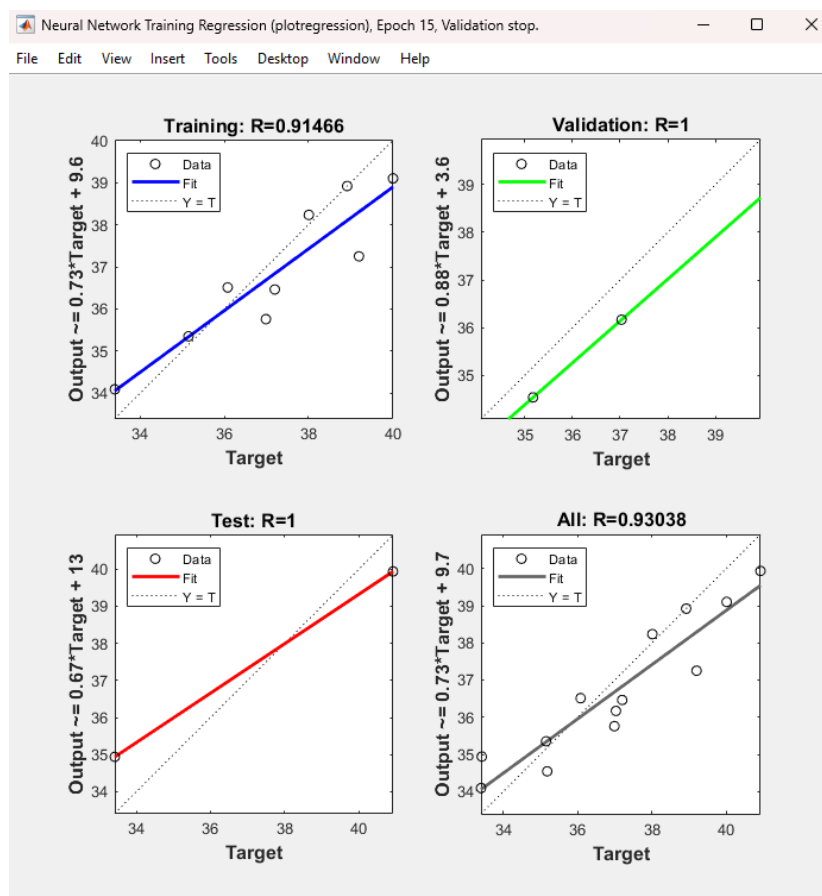 Neural Network Training Regression (plotregression), Epoch 15, Validation stop.
File Edit View Insert Tools Desktop Window Help
Training: R=0.91466
Output ~= 0.73*Target + 9.6
40
39
38
37
36
35
34
Data
Fit
Y = T
34 36 38 40
Target
Validation: R=1
Output ~= 0.88*Target + 3.6
39
38
37
36
35
Data
Fit
Y = T
35 36 37 38 39
Target
Test: R=1
Output ~= 0.67*Target + 13
40
39
38
37
36
35
34
Data
Fit
Y = T
34 36 38 40
Target
All: R=0.93038
Output ~= 0.73*Target + 9.7
40
39
38
37
36
35
34
Data
Fit
Y = T
34 36 38 40
Target